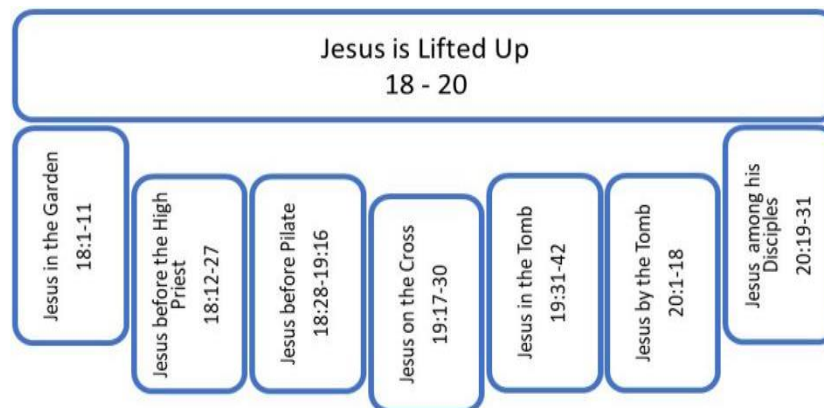 Jesus is Lifted Up
18 - 20
Jesus in the Garden
18:1-11
Jesus before the High
Priest
18:12-27
Jesus before Pilate
18:28-19:16
Jesus on the Cross
19:17-30
Jesus in the Tomb
19:31-42
Jesus by the Tomb
20:1-18
Jesus among his
Disciples
20:19-31